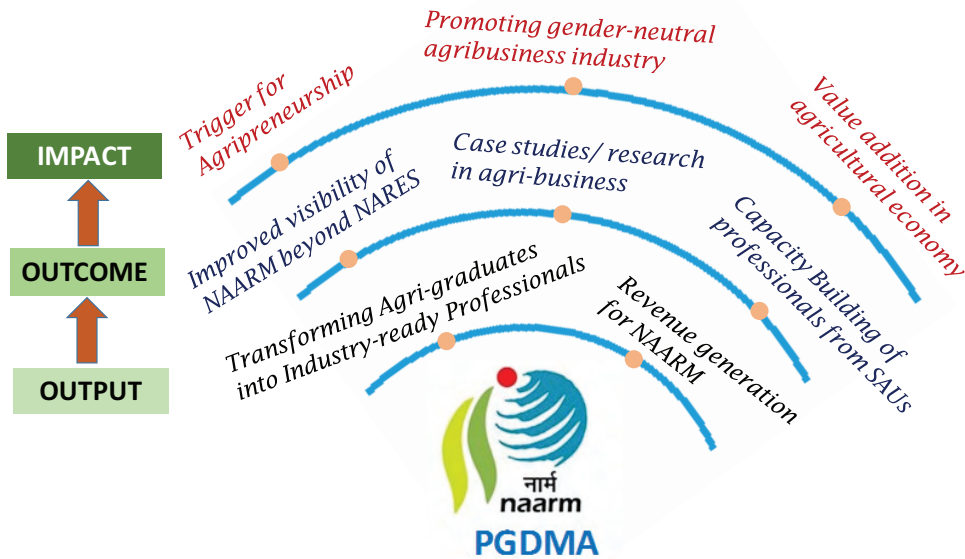 Promoting gender-neutral
agribusiness industry
Trigger for
Agripreneurship
Value addition in
agricultural economy
IMPACT
Case studies/ research
in agri-business
Improved visibility of
NAARM beyond NARES
Capacity Building of
professionals from SAUs
OUTCOME
Transforming Agri-graduates
into Industry-ready Professionals
Revenue generation
for NAARM
OUTPUT
नार्म
naarm
PGDMA